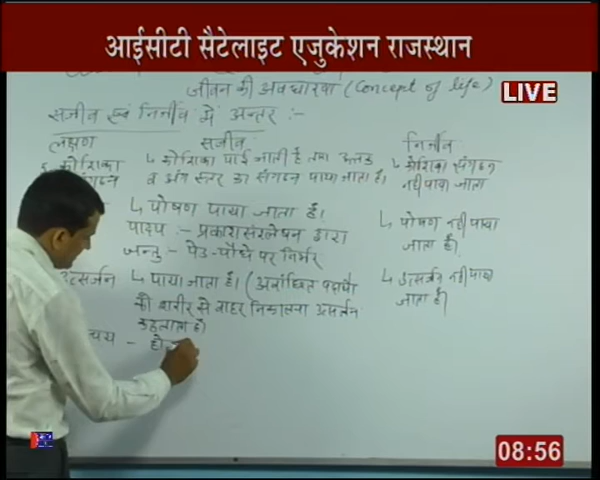 आईसीटी सैटेलाइट एजुकेशन राजस्थान
जीवन की अवधारणा (Concept of life)
LIVE
सजीव एवं निर्जीव में अन्तर :-
लक्षण सजीव निर्जीव
कोशिका ↳ कोशिका पाई जाती है तथा ↳ कोशिका संगठन
व अंग स्तर का संगठन पाया जाता है। नहीं पाया जाता
↳ पोषण पाया जाता है। ↳ पोषण नहीं पाया
पादप :- प्रकाश संश्लेषण द्वारा जाता है।
जन्तु :- पेड-पौधे पर निर्भर
उत्सर्जन ↳ पाया जाता है। (अवांछित पदार्थो ↳ उत्सर्जन नहीं पाया
को शरीर से बाहर निकालना उत्सर्जन जाता है।
कहलाता है।
चय - हो
08:56